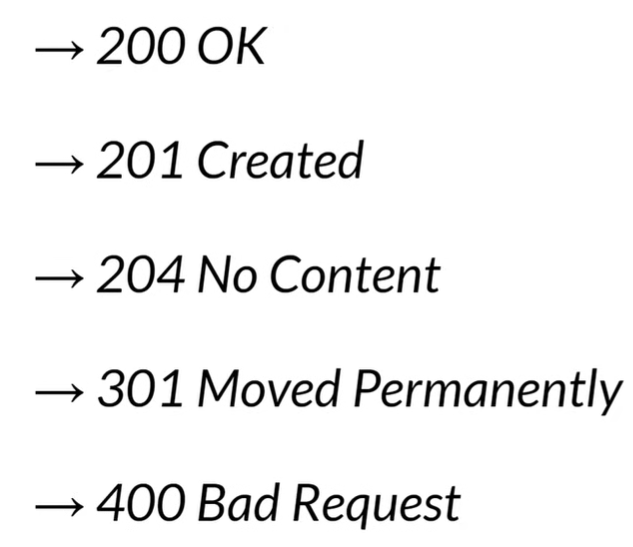 → 200 OK
→ 201 Created
→ 204 No Content
→ 301 Moved Permanently
→ 400 Bad Request